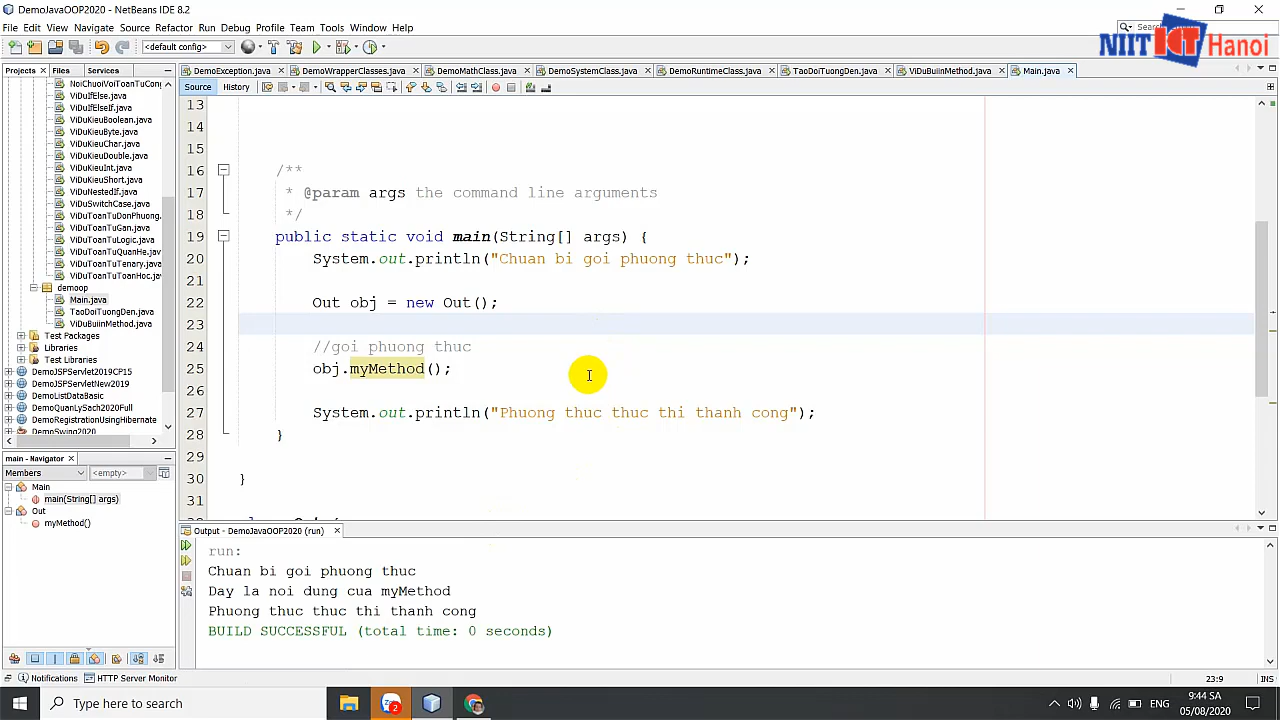 DemoJavaOOP2020 - NetBeans IDE 8.2
File Edit View Navigate Source Refactor Run Debug Profile Team Tools Window Help
NIIT ICT Hanoi
<default config>
Projects Files Services
DemoException.java DemoWrapperClasses.java DemoMathClass.java DemoSystemClass.java DemoRuntimeClass.java TaoDoiTuongDen.java ViDuBuiinMethod.java Main.java
Source History
NoiChuoiVoiToanTuCon
ViDuIfElse.java
ViDuIfElseIf.java
ViDuKieuBoolean.java
ViDuKieuByte.java
ViDuKieuChar.java
ViDuKieuDouble.java
ViDuKieuInt.java
ViDuKieuShort.java
ViDuNestedIf.java
ViDuSwitchCase.java
ViDuToanTuDonPhuong.
ViDuToanTuGan.java
ViDuToanTuLogic.java
ViDuToanTuQuanHe.java
ViDuToanTuTenary.java
ViDuToanTuToanHoc.java
demoop
Main.java
TaoDoiTuongDen.java
ViDuBuiinMethod.java
Test Packages
Libraries
Test Libraries
DemoJSPServlet2019CP15
DemoJSPServletNew2019
DemoListDataBasic
DemoQuanLySach2020Full
DemoRegistrationUsingHibernate
DemoSwing2020
13
14
15
16 /**
17 * @param args the command line arguments
18 */
19 public static void main(String[] args) {
20 System.out.println("Chuan bi goi phuong thuc");
21
22 Out obj = new Out();
23
24 //goi phuong thuc
25 obj.myMethod();
26
27 System.out.println("Phuong thuc thuc thi thanh cong");
28 }
29
30 }
31
main - Navigator
Members <empty>
Main
main(String[] args)
Out
myMethod()
Output - DemoJavaOOP2020 (run)
run:
Chuan bi goi phuong thuc
Day la noi dung cua myMethod
Phuong thuc thuc thi thanh cong
BUILD SUCCESSFUL (total time: 0 seconds)
Notifications HTTP Server Monitor
23:9 INS
Type here to search
2
9:44 SA
05/08/2020